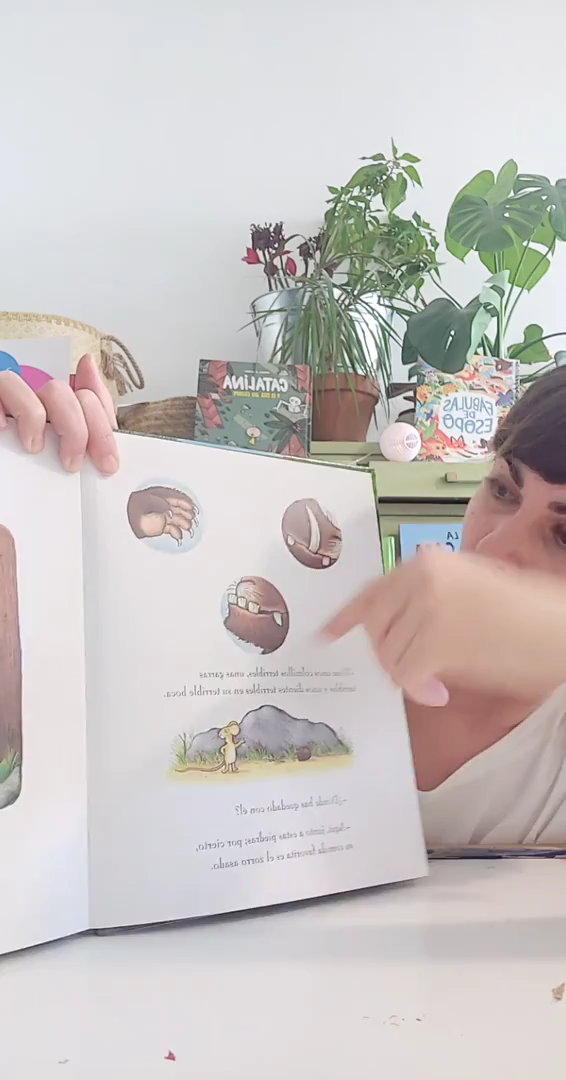 CATALINA
FÁBULAS
DE
ESOPO
LA
unos colmillos terribles, unas garras
terribles y unos dientes terribles en su terrible boca.
—¿Dónde has quedado con él?
—Aquí, junto a estas piedras; por cierto,
su comida favorita es el zorro asado.